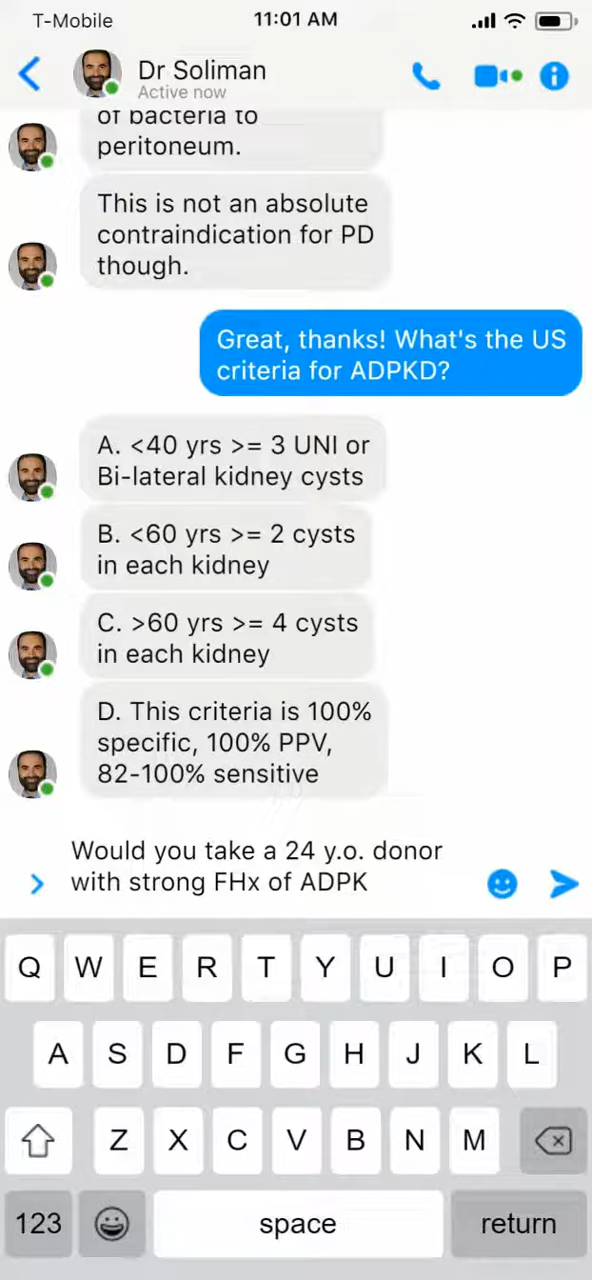 T-Mobile
11:01 AM
Dr Soliman
Active now
of bacteria to
peritoneum.
This is not an absolute
contraindication for PD
though.
Great, thanks! What's the US
criteria for ADPKD?
A. <40 yrs >= 3 UNI or
Bi-lateral kidney cysts
B. <60 yrs >= 2 cysts
in each kidney
C. >60 yrs >= 4 cysts
in each kidney
D. This criteria is 100%
specific, 100% PPV,
82-100% sensitive
Would you take a 24 y.o. donor
with strong FHx of ADPK
Q W E R T Y U I O P
A S D F G H J K L
Z X C V B N M
123 space return